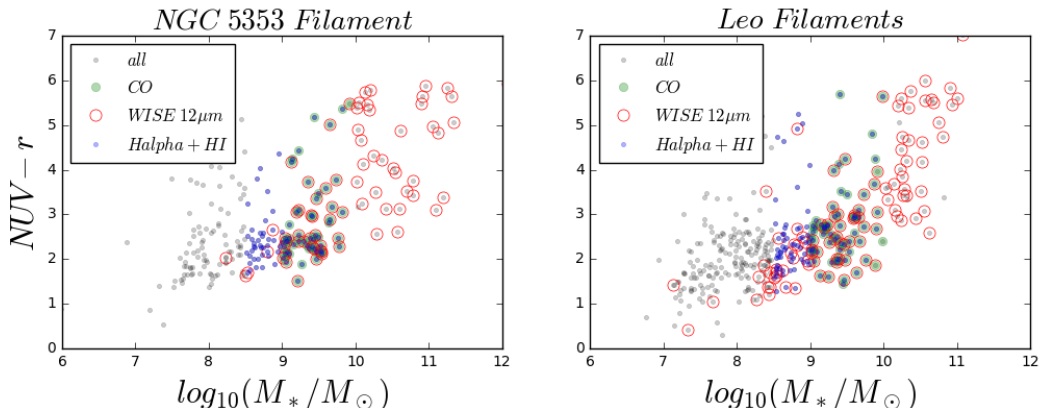 NGC 5353 Filament
NUV − r
7
6
5
4
3
2
1
0
all
CO
WISE 12μm
Halpha + HI
6 7 8 9 10 11 12
log₁₀(M∗/M⊙)
Leo Filaments
7
6
5
4
3
2
1
0
all
CO
WISE 12μm
Halpha + HI
6 7 8 9 10 11 12
log₁₀(M∗/M⊙)